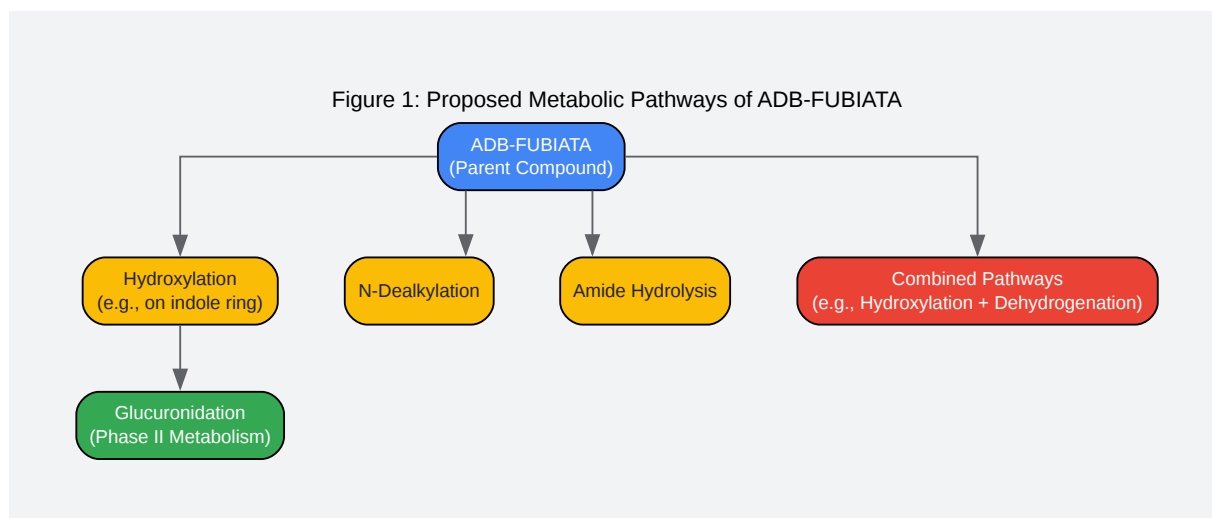 Figure 1: Proposed Metabolic Pathways of ADB-FUBIATA
ADB-FUBIATA
(Parent Compound)
Hydroxylation
(e.g., on indole ring)
N-Dealkylation
Amide Hydrolysis
Combined Pathways
(e.g., Hydroxylation + Dehydrogenation)
Glucuronidation
(Phase II Metabolism)